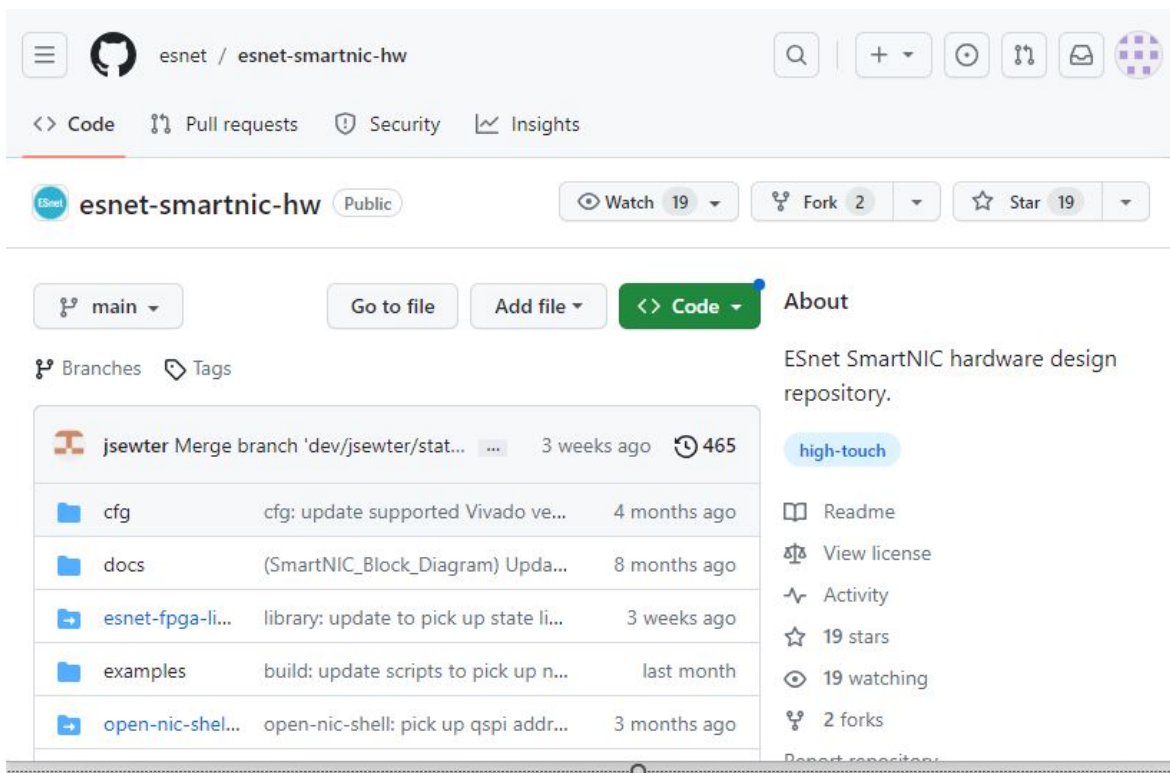 esnet / esnet-smartnic-hw
Code Pull requests Security Insights
ESnet esnet-smartnic-hw Public Watch 19 Fork 2 Star 19
main Go to file Add file Code
Branches Tags
jsewter Merge branch 'dev/jsewter/stat... ... 3 weeks ago 465
cfg cfg: update supported Vivado ve... 4 months ago
docs (SmartNIC_Block_Diagram) Upda... 8 months ago
esnet-fpga-li... library: update to pick up state li... 3 weeks ago
examples build: update scripts to pick up n... last month
open-nic-shel... open-nic-shell: pick up qspi addr... 3 months ago
About
ESnet SmartNIC hardware design
repository.
high-touch
Readme
View license
Activity
19 stars
19 watching
2 forks
Report repository